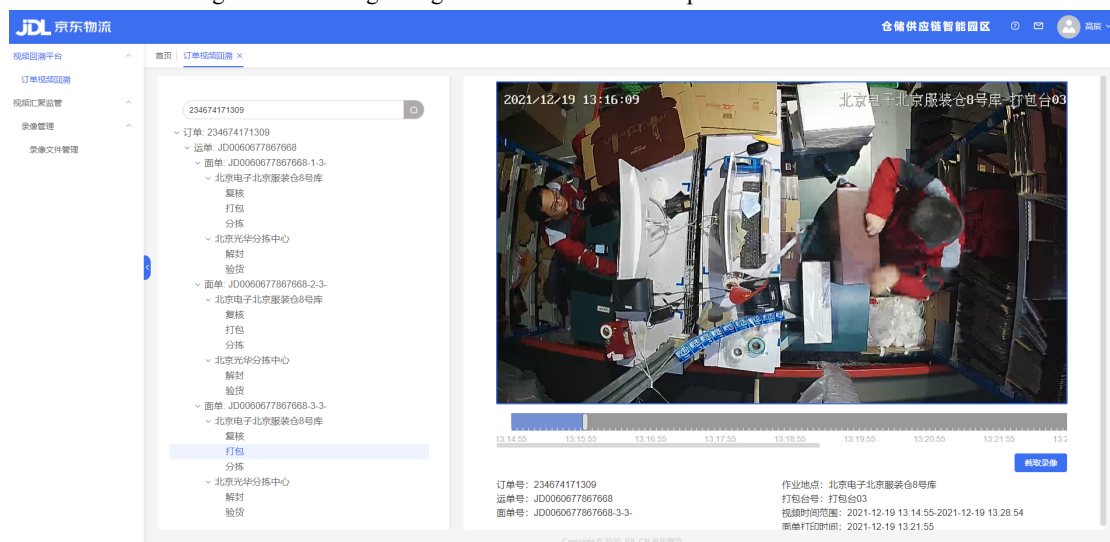 JDL 京东物流
仓储供应链智能园区
高辰
视频回溯平台
订单视频回溯
视频汇聚监管
录像管理
录像文件管理
首页
订单视频回溯 ×
234674171309
订单: 234674171309
运单: JD0060677867668
面单: JD0060677867668-1-3-
北京电子北京服装仓8号库
复核
打包
分拣
北京光华分拣中心
解封
验货
面单: JD0060677867668-2-3-
北京电子北京服装仓8号库
复核
打包
分拣
北京光华分拣中心
解封
验货
面单: JD0060677867668-3-3-
北京电子北京服装仓8号库
复核
打包
分拣
北京光华分拣中心
解封
验货
2021/12/19 13:16:09
北京电子北京服装仓8号库-打包台03
13:14:55 13:15:55 13:16:55 13:17:55 13:18:55 13:19:55 13:20:55 13:21:55 13:2
截取录像
订单号: 234674171309
运单号: JD0060677867668
面单号: JD0060677867668-3-3-
作业地点: 北京电子北京服装仓8号库
打包台号: 打包台03
视频时间范围: 2021-12-19 13:14:55-2021-12-19 13:28:54
面单打印时间: 2021-12-19 13:21:55